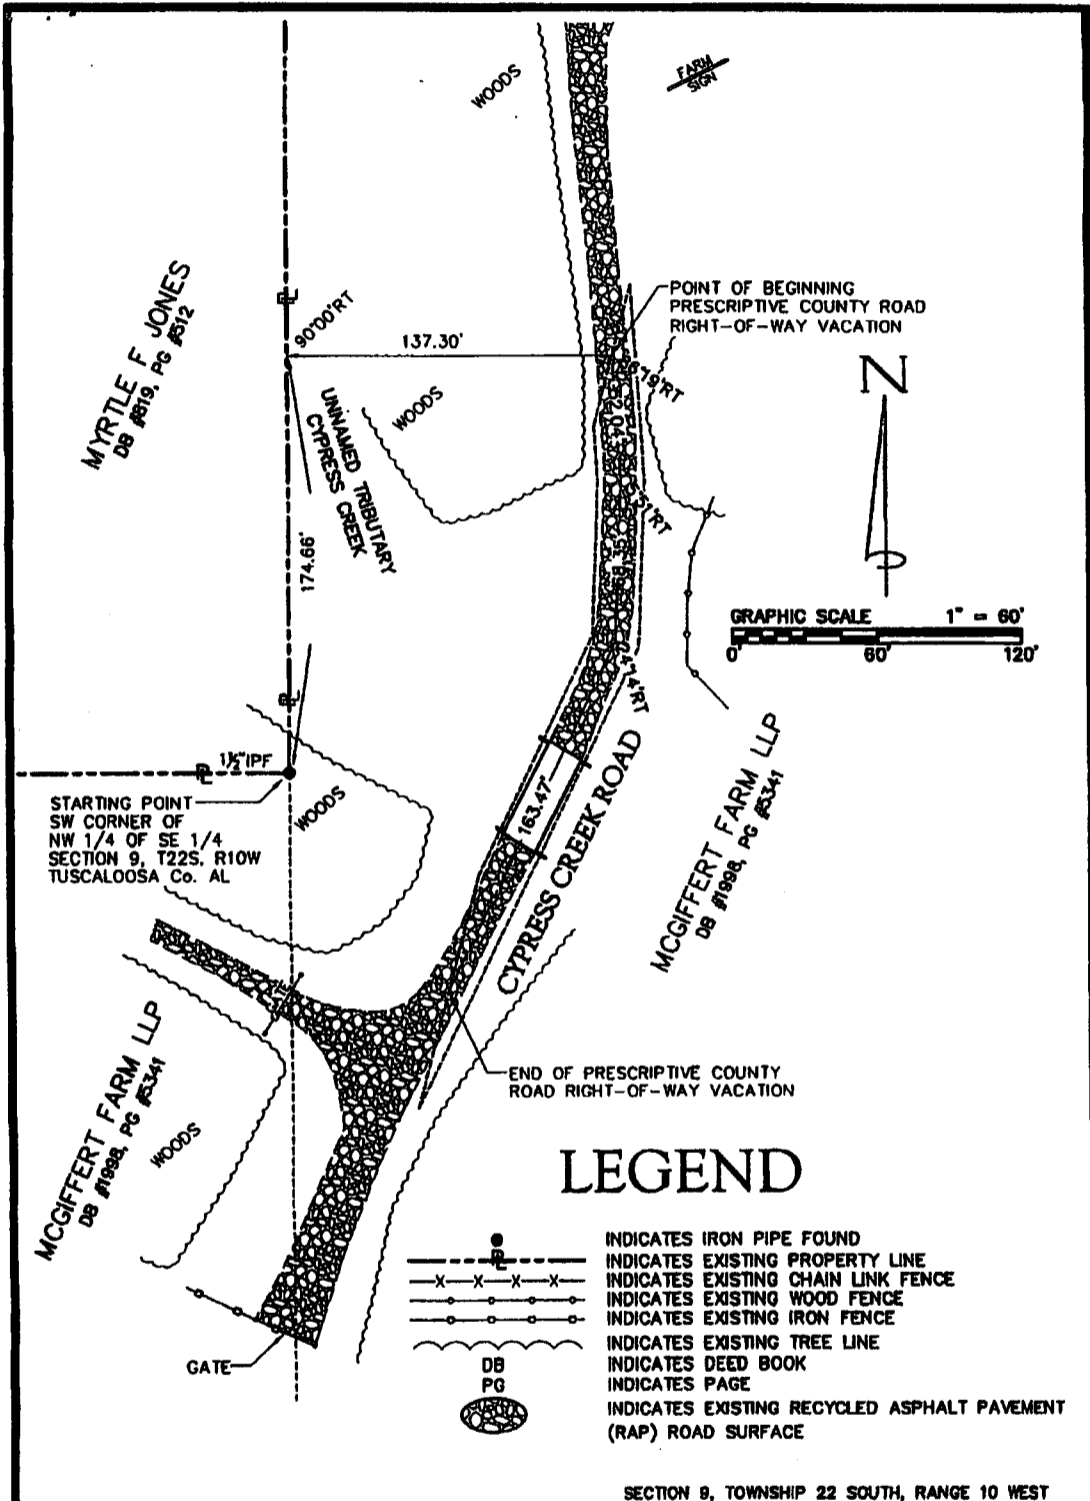 WOODS
FARM
SIGN
MYRTLE F JONES
DB #819, PG #512
90°00'RT
137.30'
POINT OF BEGINNING
PRESCRIPTIVE COUNTY ROAD
RIGHT-OF-WAY VACATION
N
WOODS
UNNAMED TRIBUTARY
CYPRESS CREEK
174.66'
GRAPHIC SCALE 1" = 60'
0' 60' 120'
4°14'RT
1½" IPF
STARTING POINT
SW CORNER OF
NW 1/4 OF SE 1/4
SECTION 9, T22S, R10W
TUSCALOOSA Co. AL
WOODS
163.47'
CYPRESS CREEK ROAD
MCGIFFERT FARM LLP
DB #1998, PG #5341
GATE
MCGIFFERT FARM LLP
DB #1998, PG #5341
WOODS
END OF PRESCRIPTIVE COUNTY
ROAD RIGHT-OF-WAY VACATION
GATE
LEGEND
INDICATES IRON PIPE FOUND
PL INDICATES EXISTING PROPERTY LINE
X X X X INDICATES EXISTING CHAIN LINK FENCE
INDICATES EXISTING WOOD FENCE
INDICATES EXISTING IRON FENCE
INDICATES EXISTING TREE LINE
DB INDICATES DEED BOOK
PG INDICATES PAGE
INDICATES EXISTING RECYCLED ASPHALT PAVEMENT
(RAP) ROAD SURFACE
SECTION 9, TOWNSHIP 22 SOUTH, RANGE 10 WEST